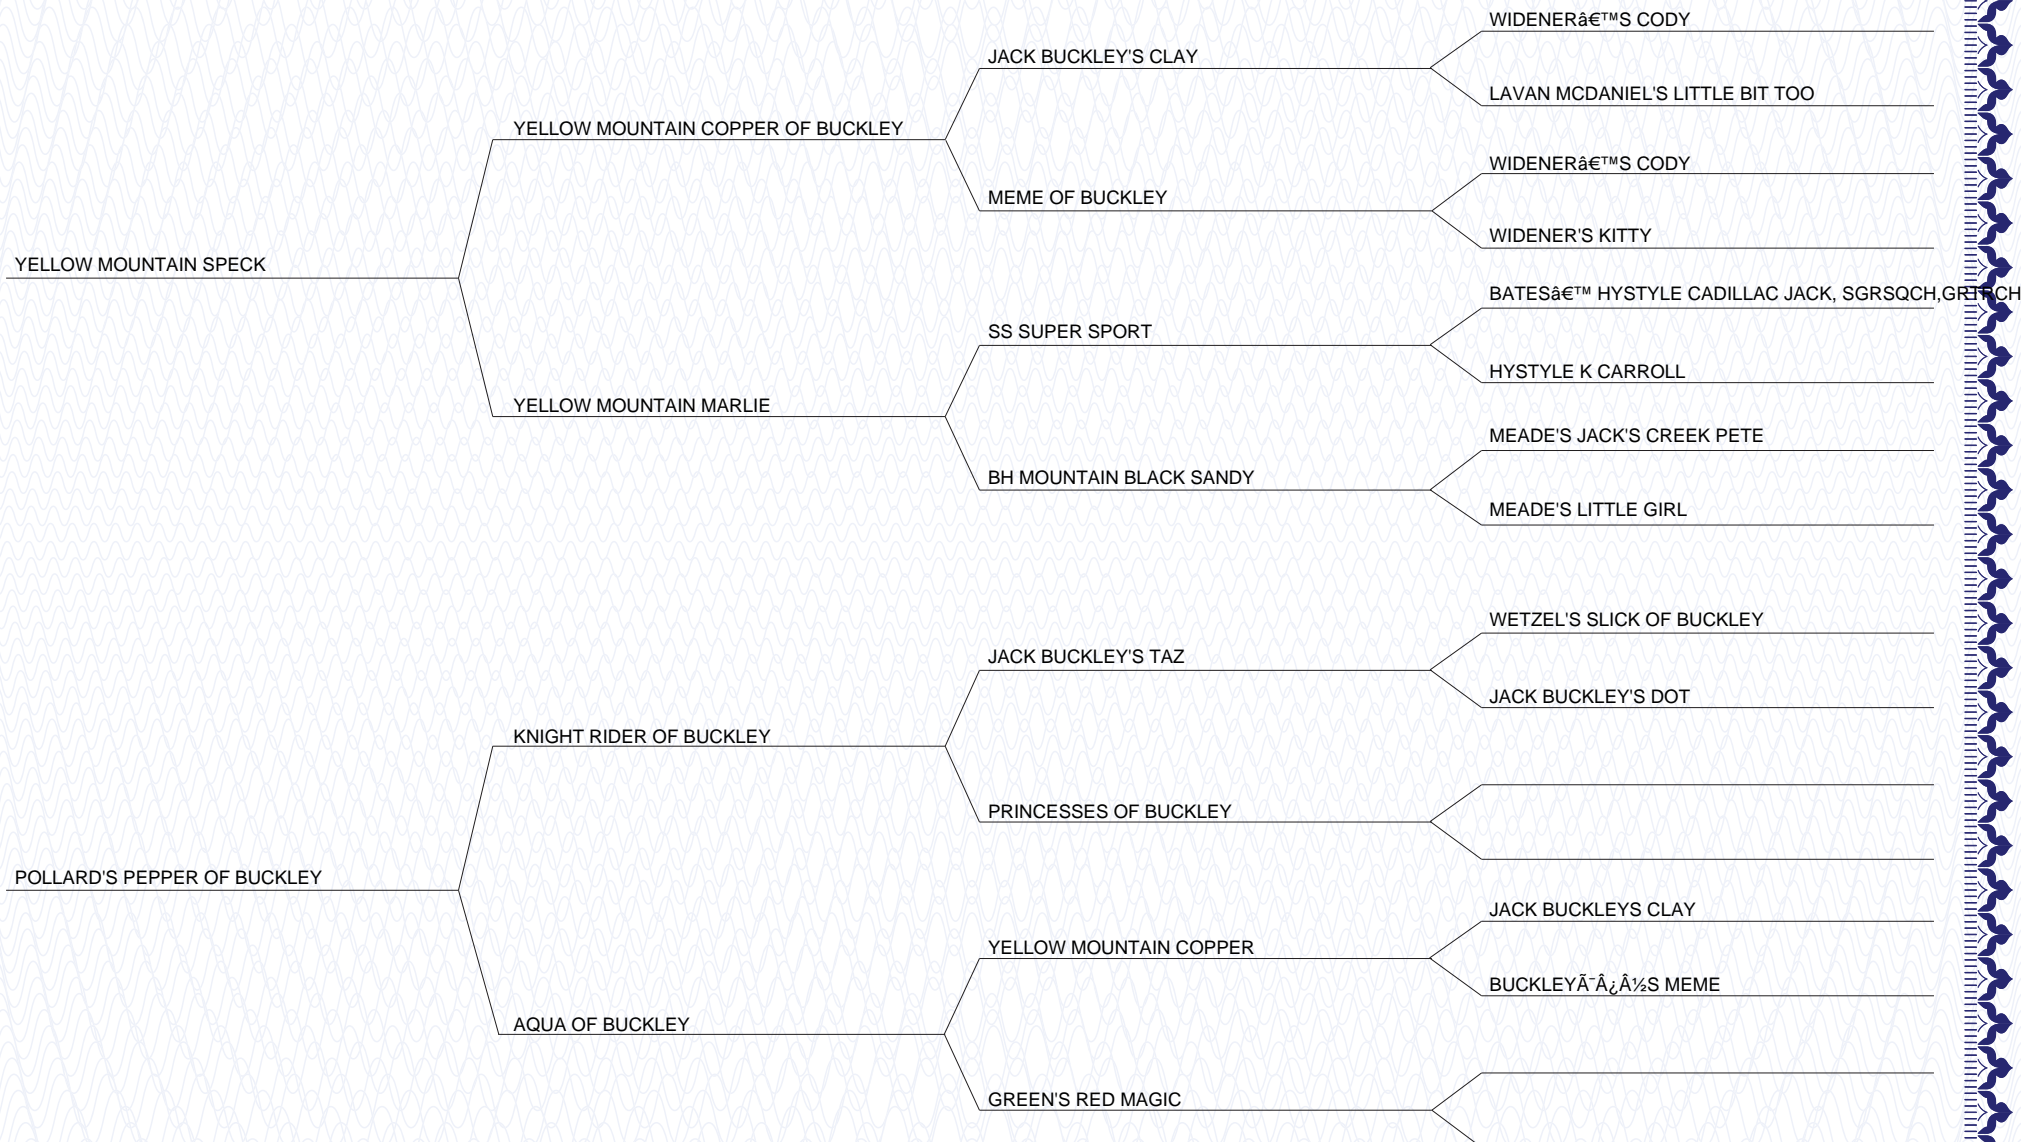 WIDENERâ€™S CODY
JACK BUCKLEY'S CLAY
LAVAN MCDANIEL'S LITTLE BIT TOO
YELLOW MOUNTAIN COPPER OF BUCKLEY
WIDENERâ€™S CODY
MEME OF BUCKLEY
WIDENER'S KITTY
YELLOW MOUNTAIN SPECK
BATESâ€™ HYSTYLE CADILLAC JACK, SGRSQCH,GRTRCH
SS SUPER SPORT
HYSTYLE K CARROLL
YELLOW MOUNTAIN MARLIE
MEADE'S JACK'S CREEK PETE
BH MOUNTAIN BLACK SANDY
MEADE'S LITTLE GIRL
WETZEL'S SLICK OF BUCKLEY
JACK BUCKLEY'S TAZ
JACK BUCKLEY'S DOT
KNIGHT RIDER OF BUCKLEY
PRINCESSES OF BUCKLEY
POLLARD'S PEPPER OF BUCKLEY
JACK BUCKLEYS CLAY
YELLOW MOUNTAIN COPPER
BUCKLEYÃ¯Â¿Â½S MEME
AQUA OF BUCKLEY
GREEN'S RED MAGIC